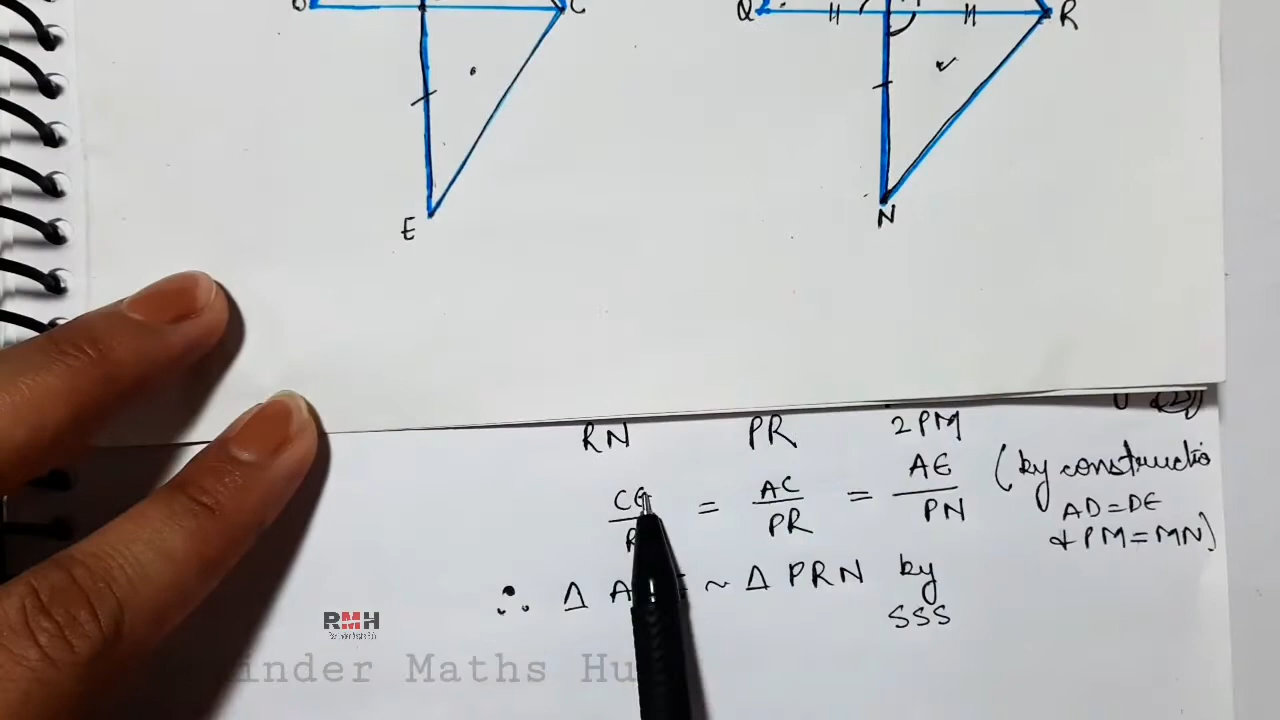 C
Q
R
E
N
RN PR 2PM
CE = AC = AE (by constructio
PR PN AD=DE
& PM=MN)
∴ Δ A ~ Δ PRN by
SSS
RMH
inder Maths Hu